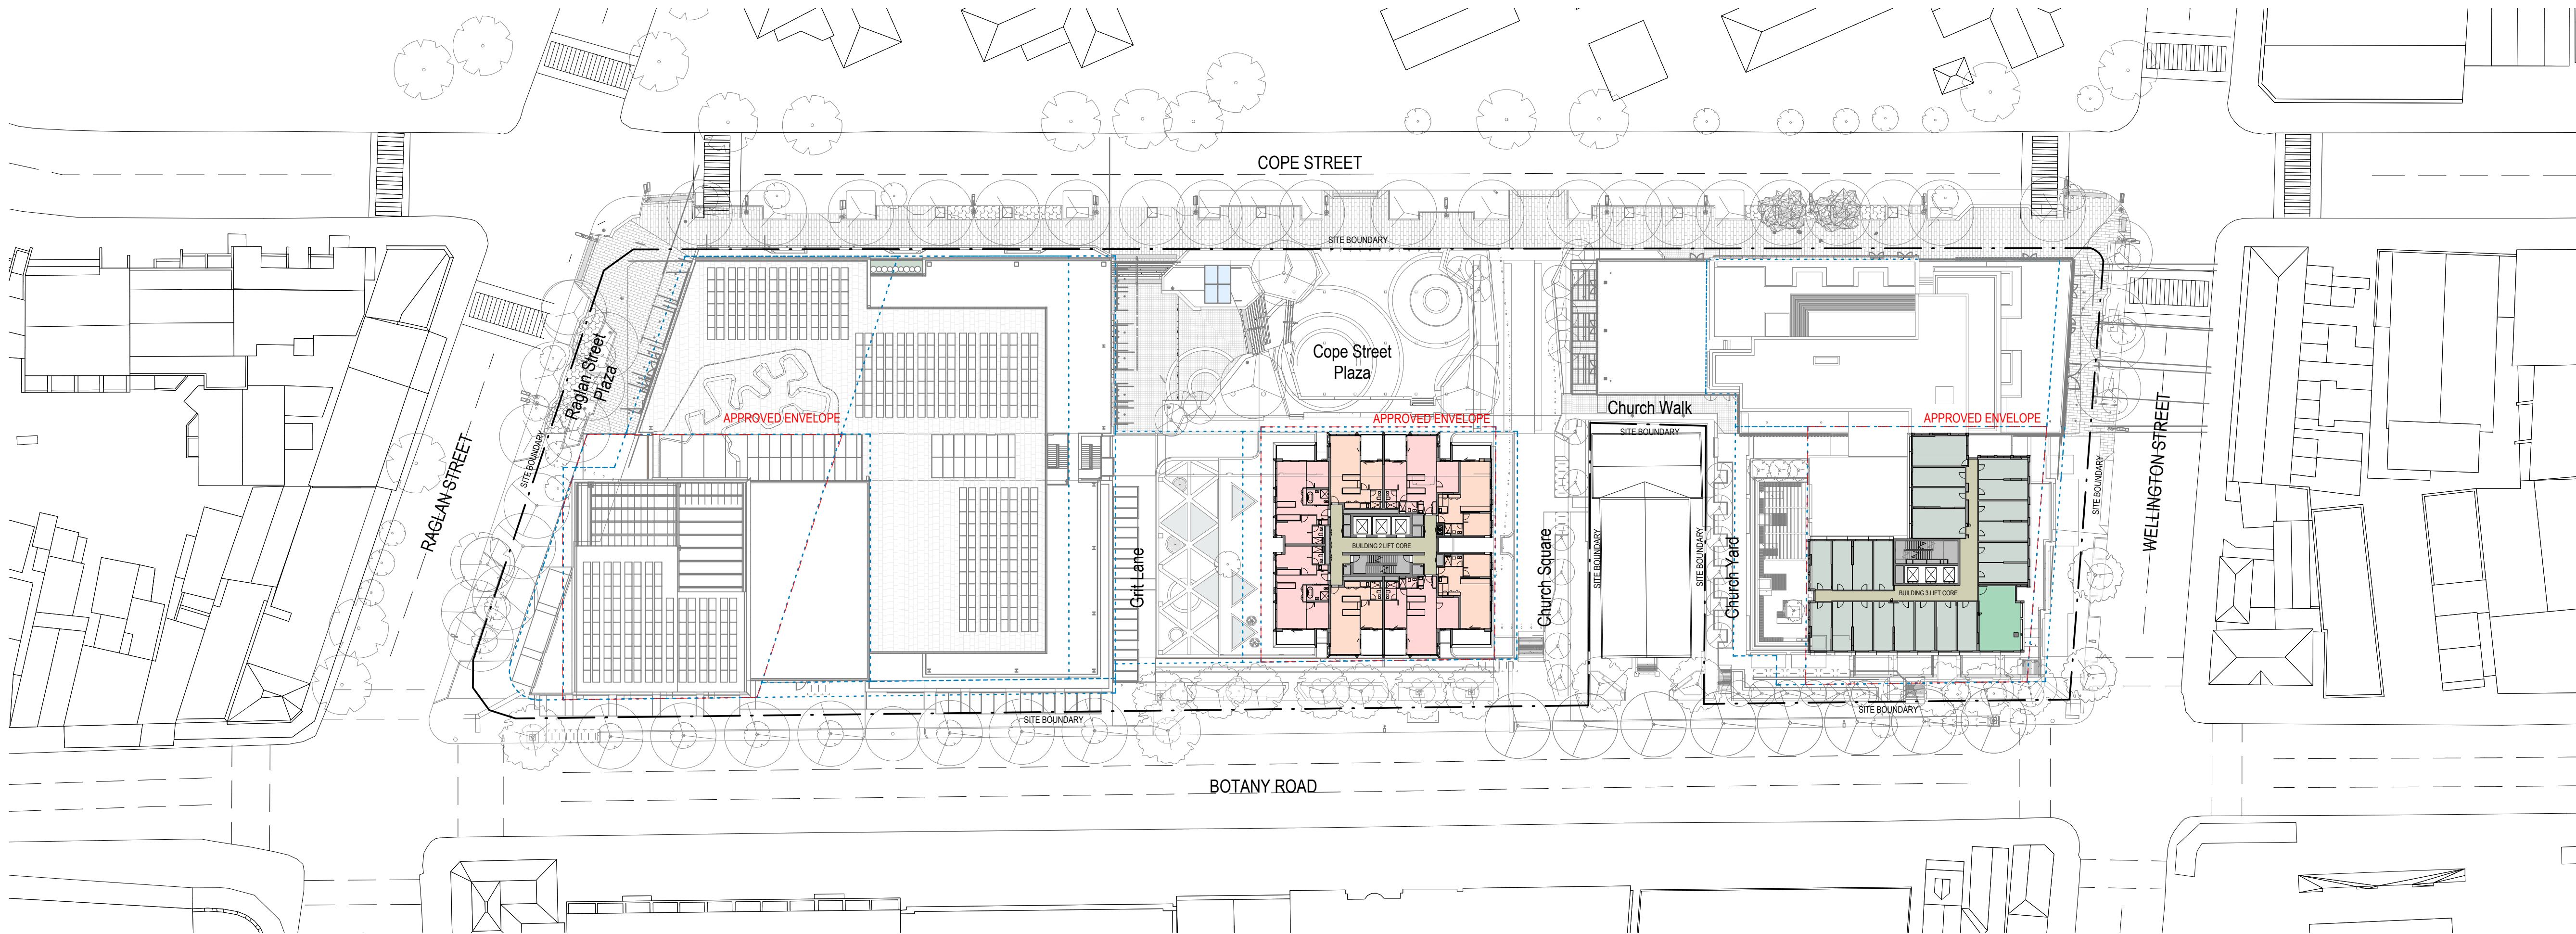 COPE STREET
SITE BOUNDARY
Raglan Street
Plaza
Cope Street
Plaza
Church Walk
APPROVED ENVELOPE
APPROVED ENVELOPE
APPROVED ENVELOPE
SITE BOUNDARY
RAGLAN STREET
SITE BOUNDARY
WELLINGTON STREET
SITE BOUNDARY
BUILDING 2 LIFT CORE
Grit Lane
Church Square
SITE BOUNDARY
SITE BOUNDARY
Church Yard
BUILDING 3 LIFT CORE
SITE BOUNDARY
SITE BOUNDARY
BOTANY ROAD